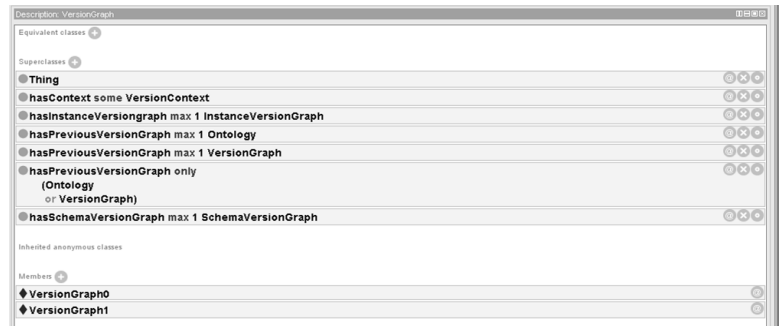 Description: VersionGraph
Equivalent classes
Superclasses
Thing
hasContext some VersionContext
hasInstanceVersiongraph max 1 InstanceVersionGraph
hasPreviousVersionGraph max 1 Ontology
hasPreviousVersionGraph max 1 VersionGraph
hasPreviousVersionGraph only
(Ontology
or VersionGraph)
hasSchemaVersionGraph max 1 SchemaVersionGraph
Inherited anonymous classes
Members
VersionGraph0
VersionGraph1